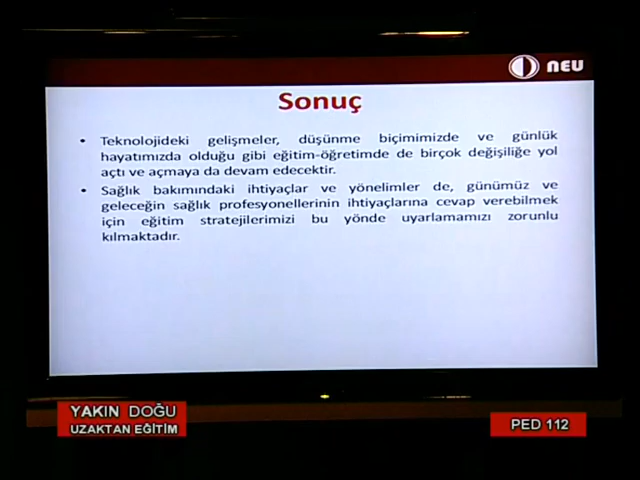 NEU
Sonuç
• Teknolojideki gelişmeler, düşünme biçimimizde ve günlük
hayatımızda olduğu gibi eğitim-öğretimde de birçok değişiliğe yol
açtı ve açmaya da devam edecektir.
• Sağlık bakımındaki ihtiyaçlar ve yönelimler de, günümüz ve
geleceğin sağlık profesyonellerinin ihtiyaçlarına cevap verebilmek
için eğitim stratejilerimizi bu yönde uyarlamamızı zorunlu
kılmaktadır.
YAKIN DOĞU
UZAKTAN EĞİTİM
PED 112